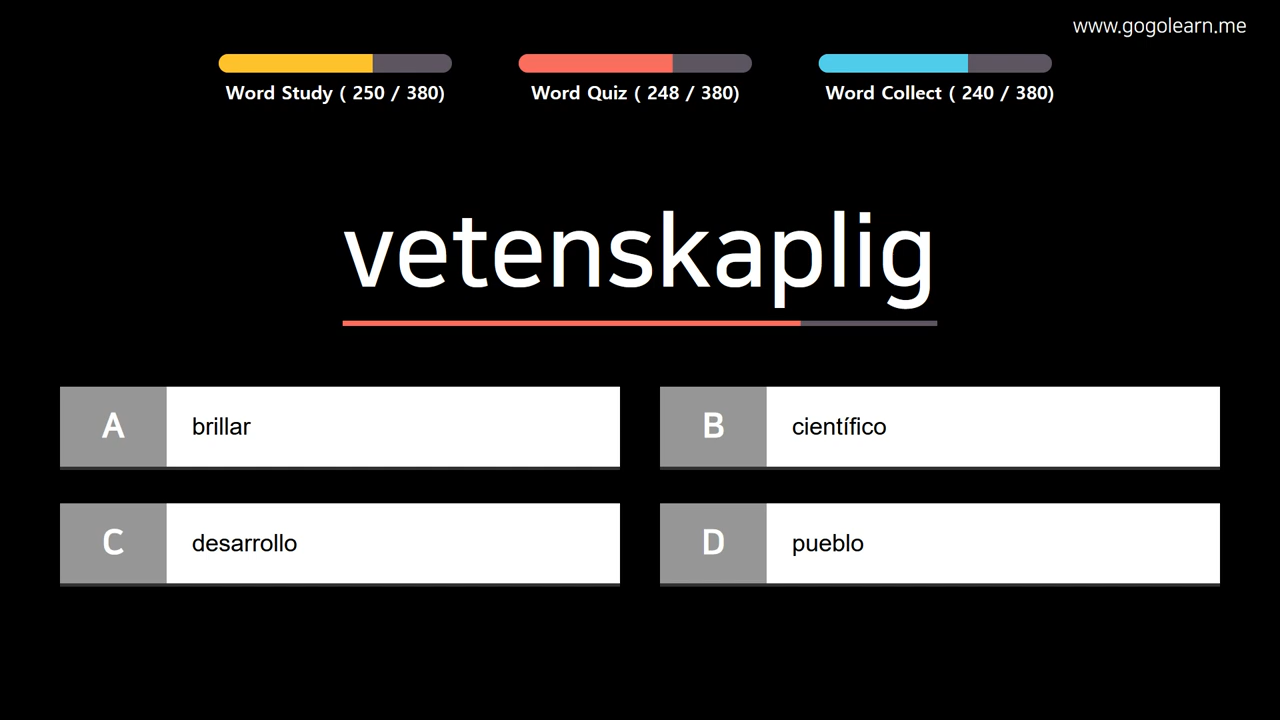 www.gogolearn.me
Word Study ( 250 / 380)
Word Quiz ( 248 / 380)
Word Collect ( 240 / 380)
vetenskaplig
A brillar
B científico
C desarrollo
D pueblo